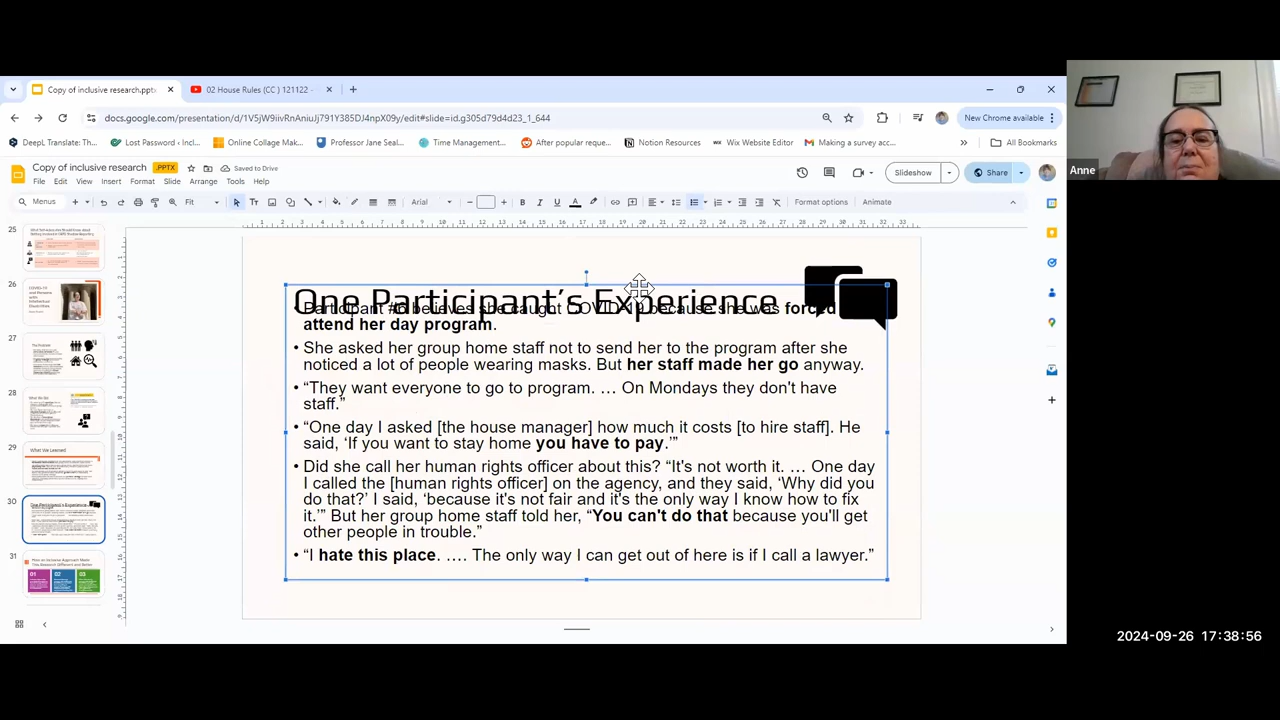 Copy of inclusive research.pptx
02 House Rules (CC ) 121122 -
docs.google.com/presentation/d/1V5jW9iivRnAniuJj791Y385DJ4npX09y/edit#slide=id.g305d79d4d23_1_644
New Chrome available
DeepL Translate: Th...
Lost Password ‹ Incl...
Online Collage Mak...
Professor Jane Seal...
Time Management...
After popular reque...
Notion Resources
Wix Website Editor
Making a survey acc...
All Bookmarks
Copy of inclusive research
.PPTX
Saved to Drive
File Edit View Insert Format Slide Arrange Tools Help
Slideshow
Share
Menus
Fit
Arial
Format options
Animate
25
26
27
28
29
30
31
What We Learned
One Participant's Experience
believes she caught COVID-19 because she was forced
attend her day program.
• She asked her group home staff not to send her to the program after she
noticed a lot of people wearing masks. But her staff made her go anyway.
• “They want everyone to go to program. … On Mondays they don't have
staff.”
• “One day I asked [the house manager] how much it costs [to hire staff]. He
said, ‘If you want to stay home you have to pay.’”
• Did she call her human rights officer about this? “It's not worth it. … One day
I called the [human rights officer] on the agency, and they said, ‘Why did you
do that?’ I said, ‘because it's not fair and it's the only way I know how to fix
it.’” But her group home staff told her, “You can't do that because you'll get
other people in trouble.”
• “I hate this place. …. The only way I can get out of here is if I call a lawyer.”
Anne
2024-09-26 17:38:56